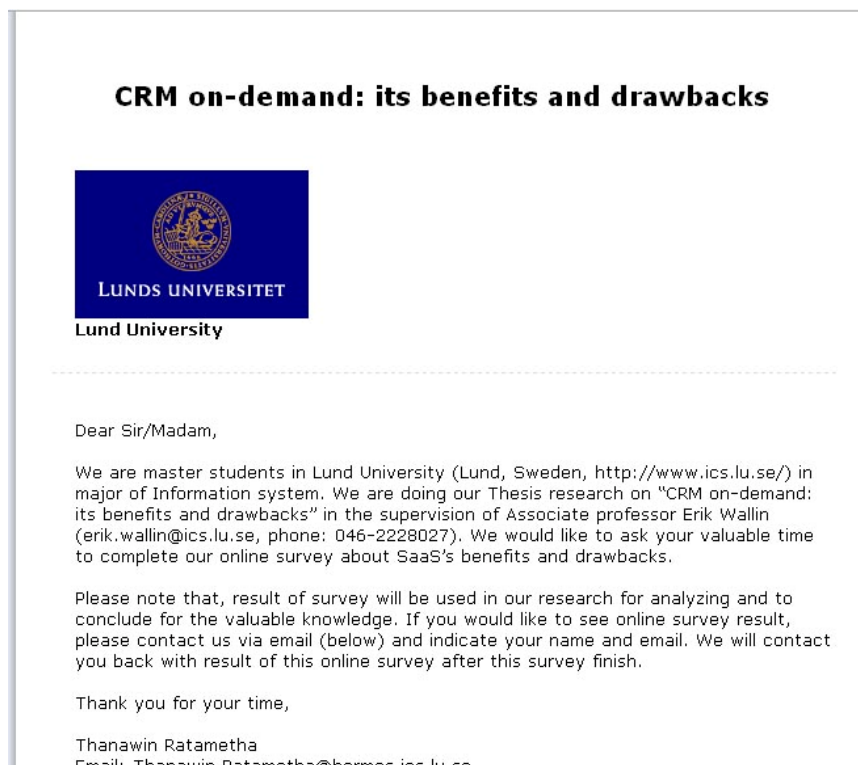 CRM on-demand: its benefits and drawbacks
LUNDS UNIVERSITET
Lund University
Dear Sir/Madam,
We are master students in Lund University (Lund, Sweden, http://www.ics.lu.se/) in
major of Information system. We are doing our Thesis research on “CRM on-demand:
its benefits and drawbacks” in the supervision of Associate professor Erik Wallin
(erik.wallin@ics.lu.se, phone: 046-2228027). We would like to ask your valuable time
to complete our online survey about SaaS’s benefits and drawbacks.
Please note that, result of survey will be used in our research for analyzing and to
conclude for the valuable knowledge. If you would like to see online survey result,
please contact us via email (below) and indicate your name and email. We will contact
you back with result of this online survey after this survey finish.
Thank you for your time,
Thanawin Ratametha
Email: Thanawin.Ratametha@hermes.ics.lu.se